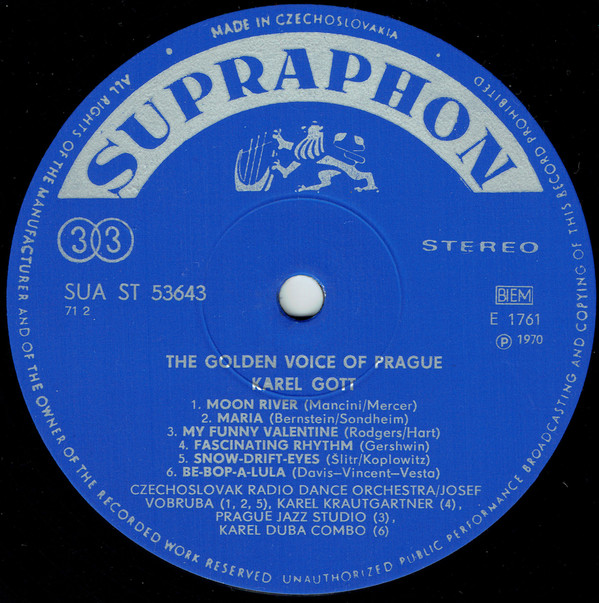 MADE IN CZECHOSLOVAKIA
ALL RIGHTS OF THE MANUFACTURER AND OF THE OWNER OF THE RECORDED WORK RESERVED UNAUTHORIZED PUBLIC PERFORMANCE BROADCASTING AND COPYING OF THIS RECORD PROHIBITED
SUPRAPHON
33
STEREO
SUA ST 53643
71 2
BIEM
E 1761
Ⓟ 1970
THE GOLDEN VOICE OF PRAGUE
KAREL GOTT
1. MOON RIVER (Mancini/Mercer)
2. MARIA (Bernstein/Sondheim)
3. MY FUNNY VALENTINE (Rodgers/Hart)
4. FASCINATING RHYTHM (Gershwin)
5. SNOW-DRIFT-EYES (Šlitr/Koplowitz)
6. BE-BOP-A-LULA (Davis-Vincent-Vesta)
CZECHOSLOVAK RADIO DANCE ORCHESTRA/JOSEF
VOBRUBA (1, 2, 5), KAREL KRAUTGARTNER (4),
PRAGUE JAZZ STUDIO (3),
KAREL DUBA COMBO (6)